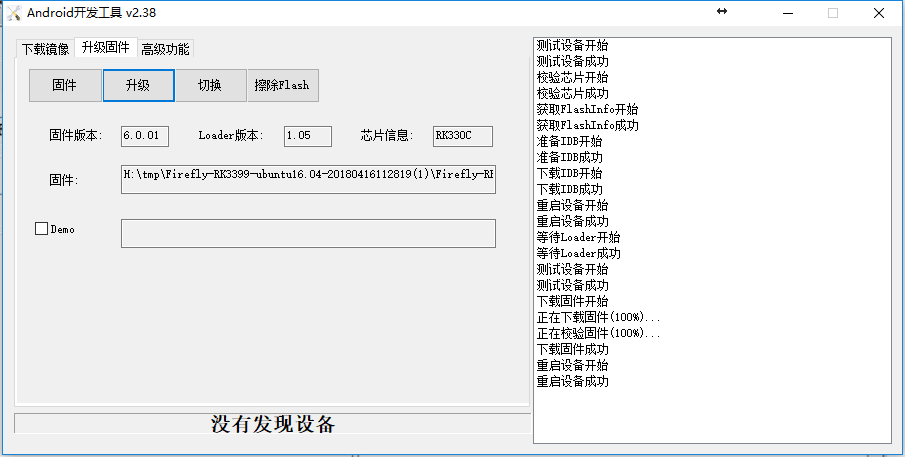 Android开发工具 v2.38
下载镜像 升级固件 高级功能
固件 升级 切换 擦除Flash
固件版本: 6.0.01 Loader版本: 1.05 芯片信息: RK330C
固件: H:\tmp\Firefly-RK3399-ubuntu16.04-20180416112819(1)\Firefly-RI
Demo
没有发现设备
测试设备开始
测试设备成功
校验芯片开始
校验芯片成功
获取FlashInfo开始
获取FlashInfo成功
准备IDB开始
准备IDB成功
下载IDB开始
下载IDB成功
重启设备开始
重启设备成功
等待Loader开始
等待Loader成功
测试设备开始
测试设备成功
下载固件开始
正在下载固件(100%)...
正在校验固件(100%)...
下载固件成功
重启设备开始
重启设备成功